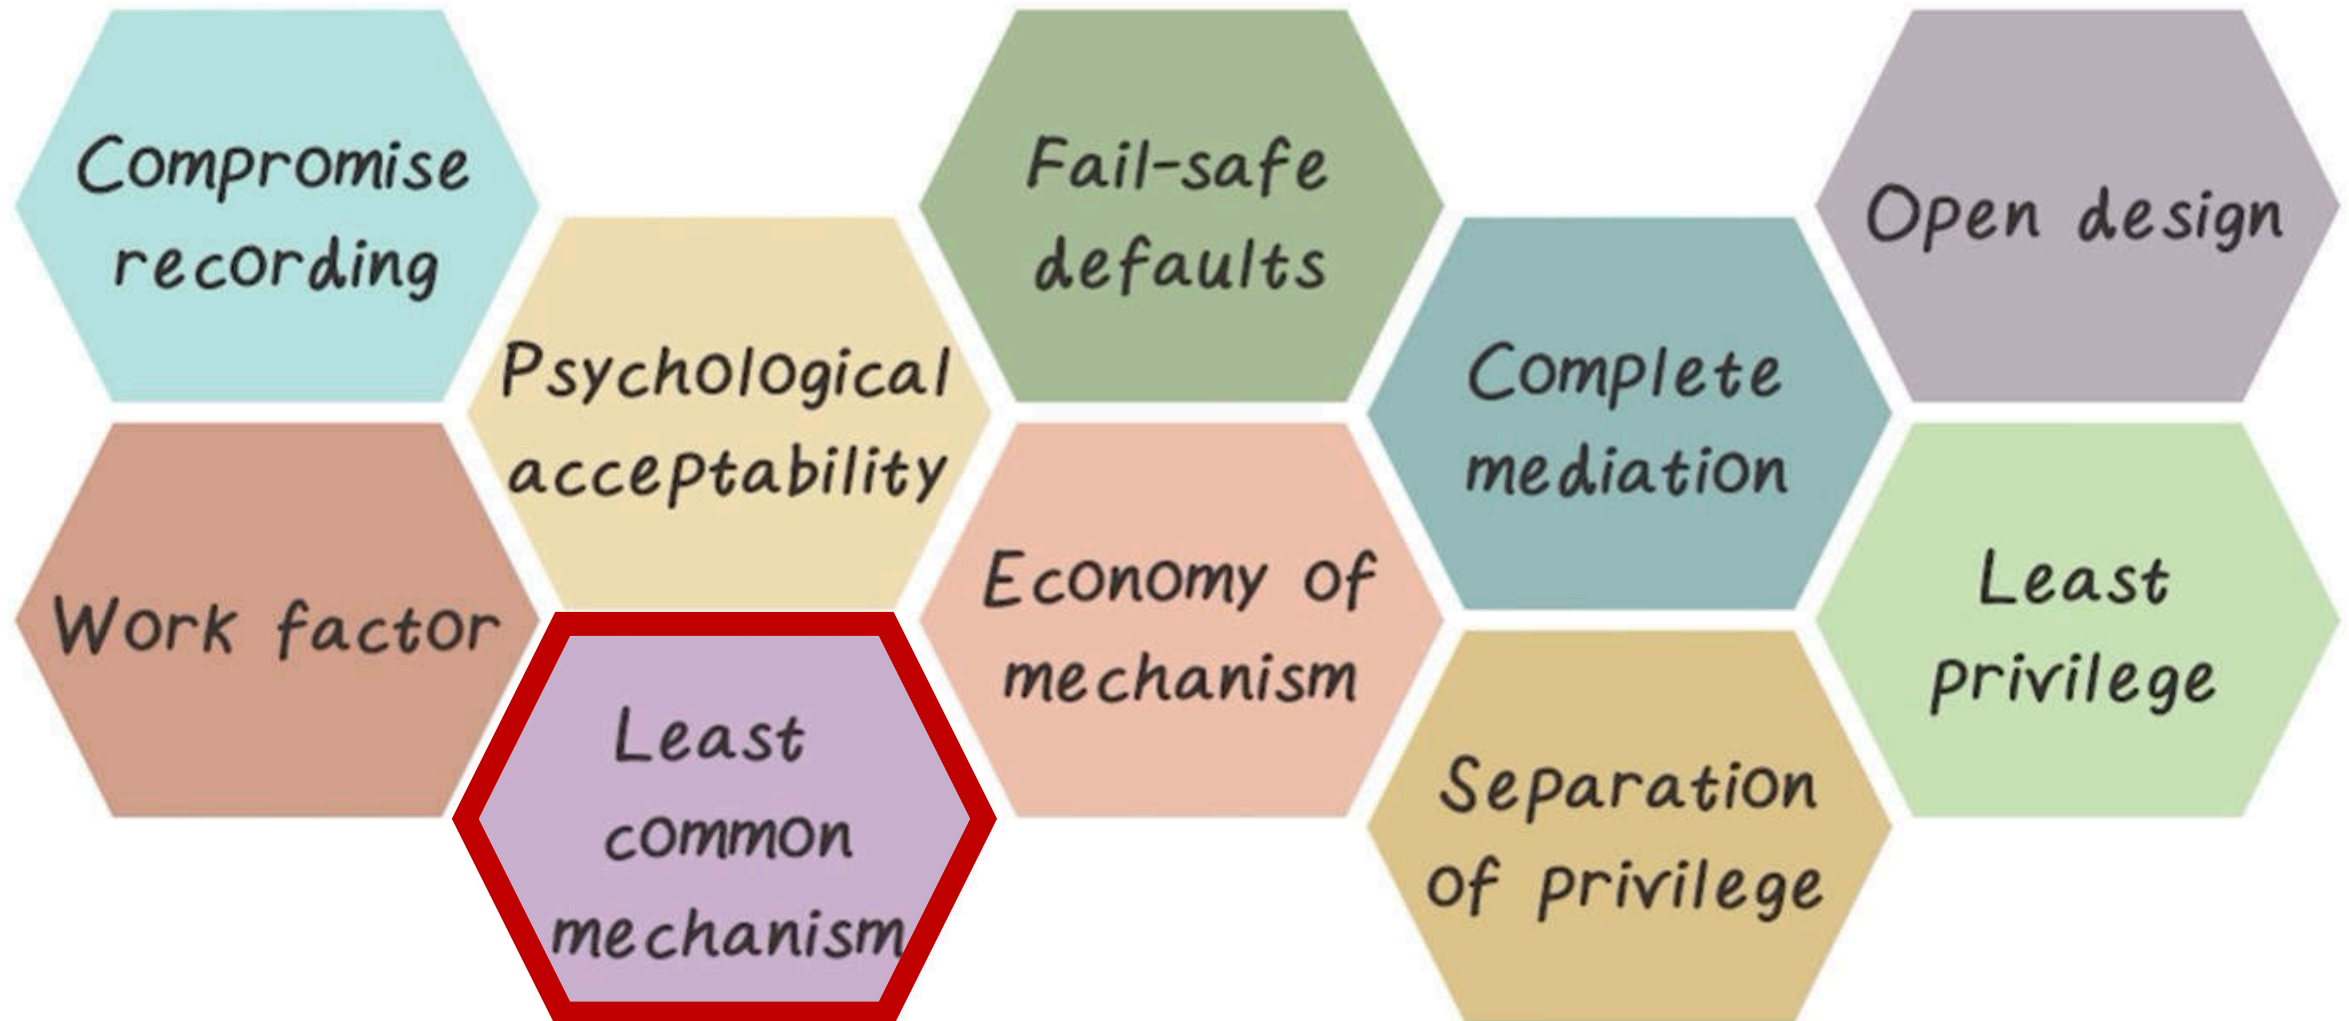 Compromise
recording
Fail-safe
defaults
Open design
Psychological
acceptability
Complete
mediation
Work factor
Economy of
mechanism
Least
privilege
Least
common
mechanism
Separation
of privilege